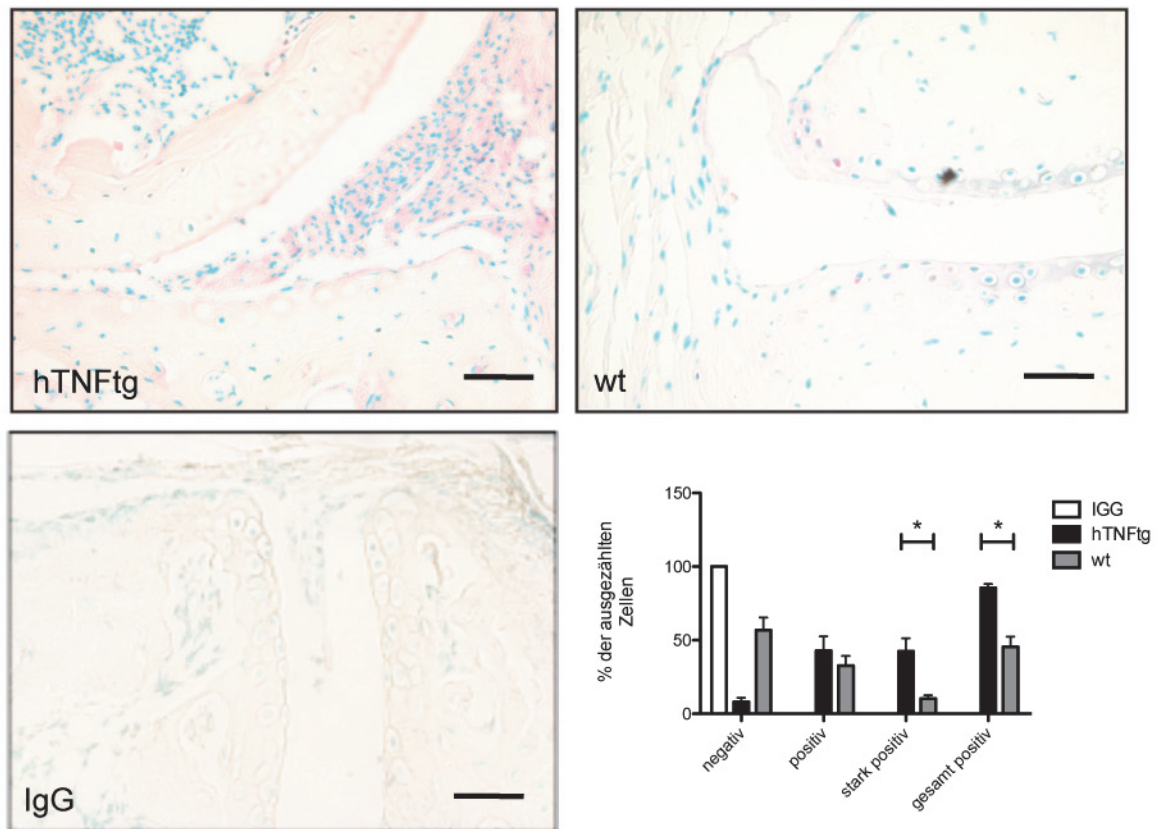 hTNFtg
wt
IgG
% der ausgezählten
Zellen
150
100
50
0
negativ
positiv
stark positiv
gesamt positiv
*
*
IGG
hTNFtg
wt